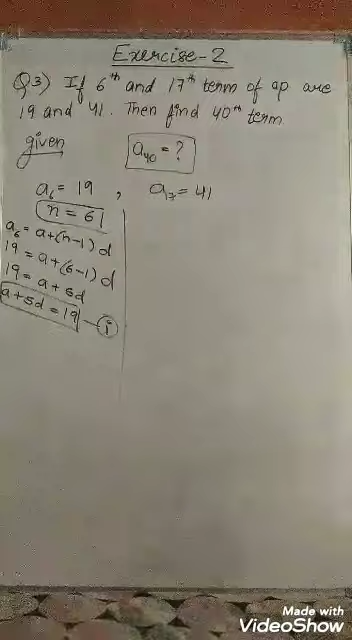 Exercise-2
Q3) If 6th and 17th term of ap are
19 and 41. Then find 40th term
given
a40 = ?
a6 = 19 , a17 = 41
n = 6
a6 = a+(n-1) d
19 = a+(6-1) d
19 = a+5d
a+5d = 19 - i
Made with
VideoShow